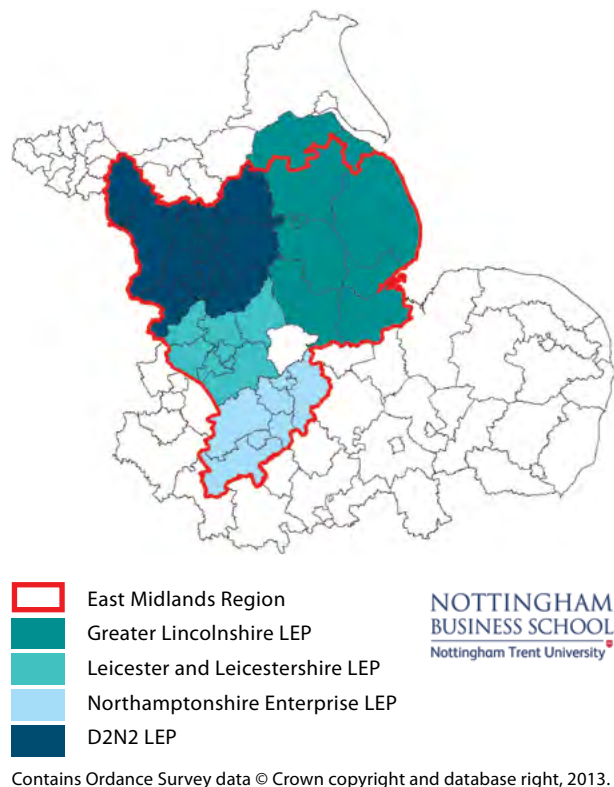 East Midlands Region
Greater Lincolnshire LEP
Leicester and Leicestershire LEP
Northamptonshire Enterprise LEP
D2N2 LEP
NOTTINGHAM
BUSINESS SCHOOL
Nottingham Trent University
Contains Ordance Survey data © Crown copyright and database right, 2013.